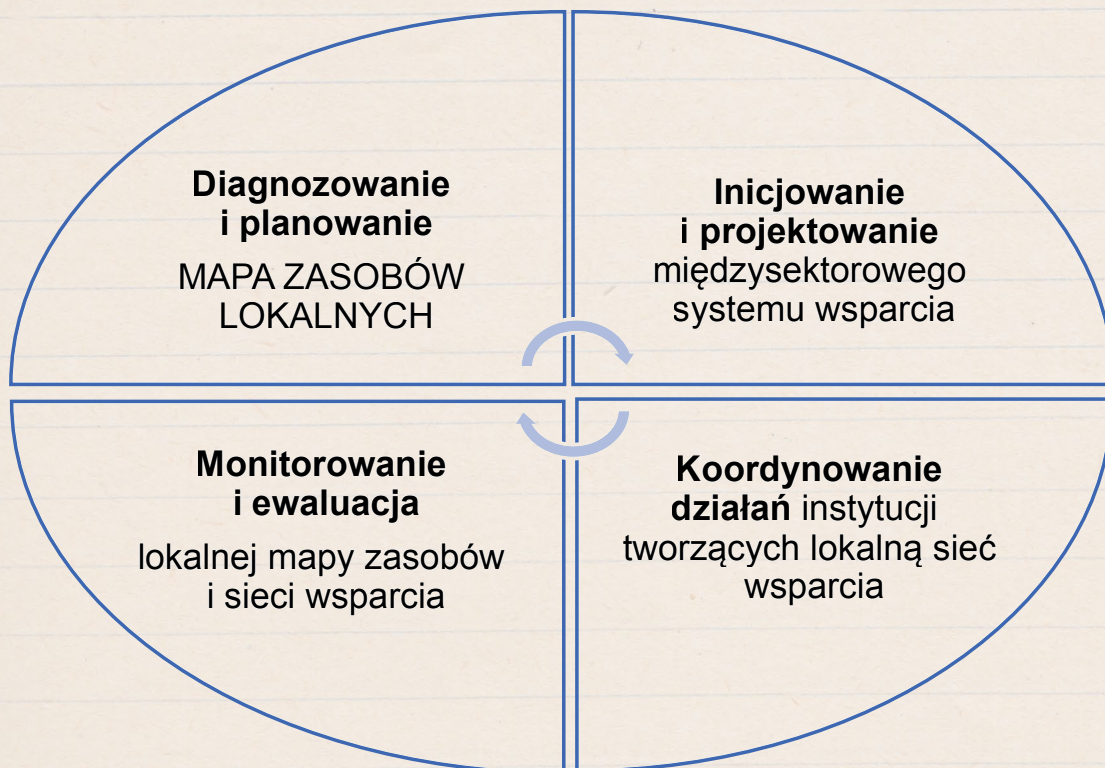 Diagnozowanie
i planowanie
MAPA ZASOBÓW
LOKALNYCH
Inicjowanie
i projektowanie
międzysektorowego
systemu wsparcia
Monitorowanie
i ewaluacja
lokalnej mapy zasobów
i sieci wsparcia
Koordynowanie
działań instytucji
tworzących lokalną sieć
wsparcia